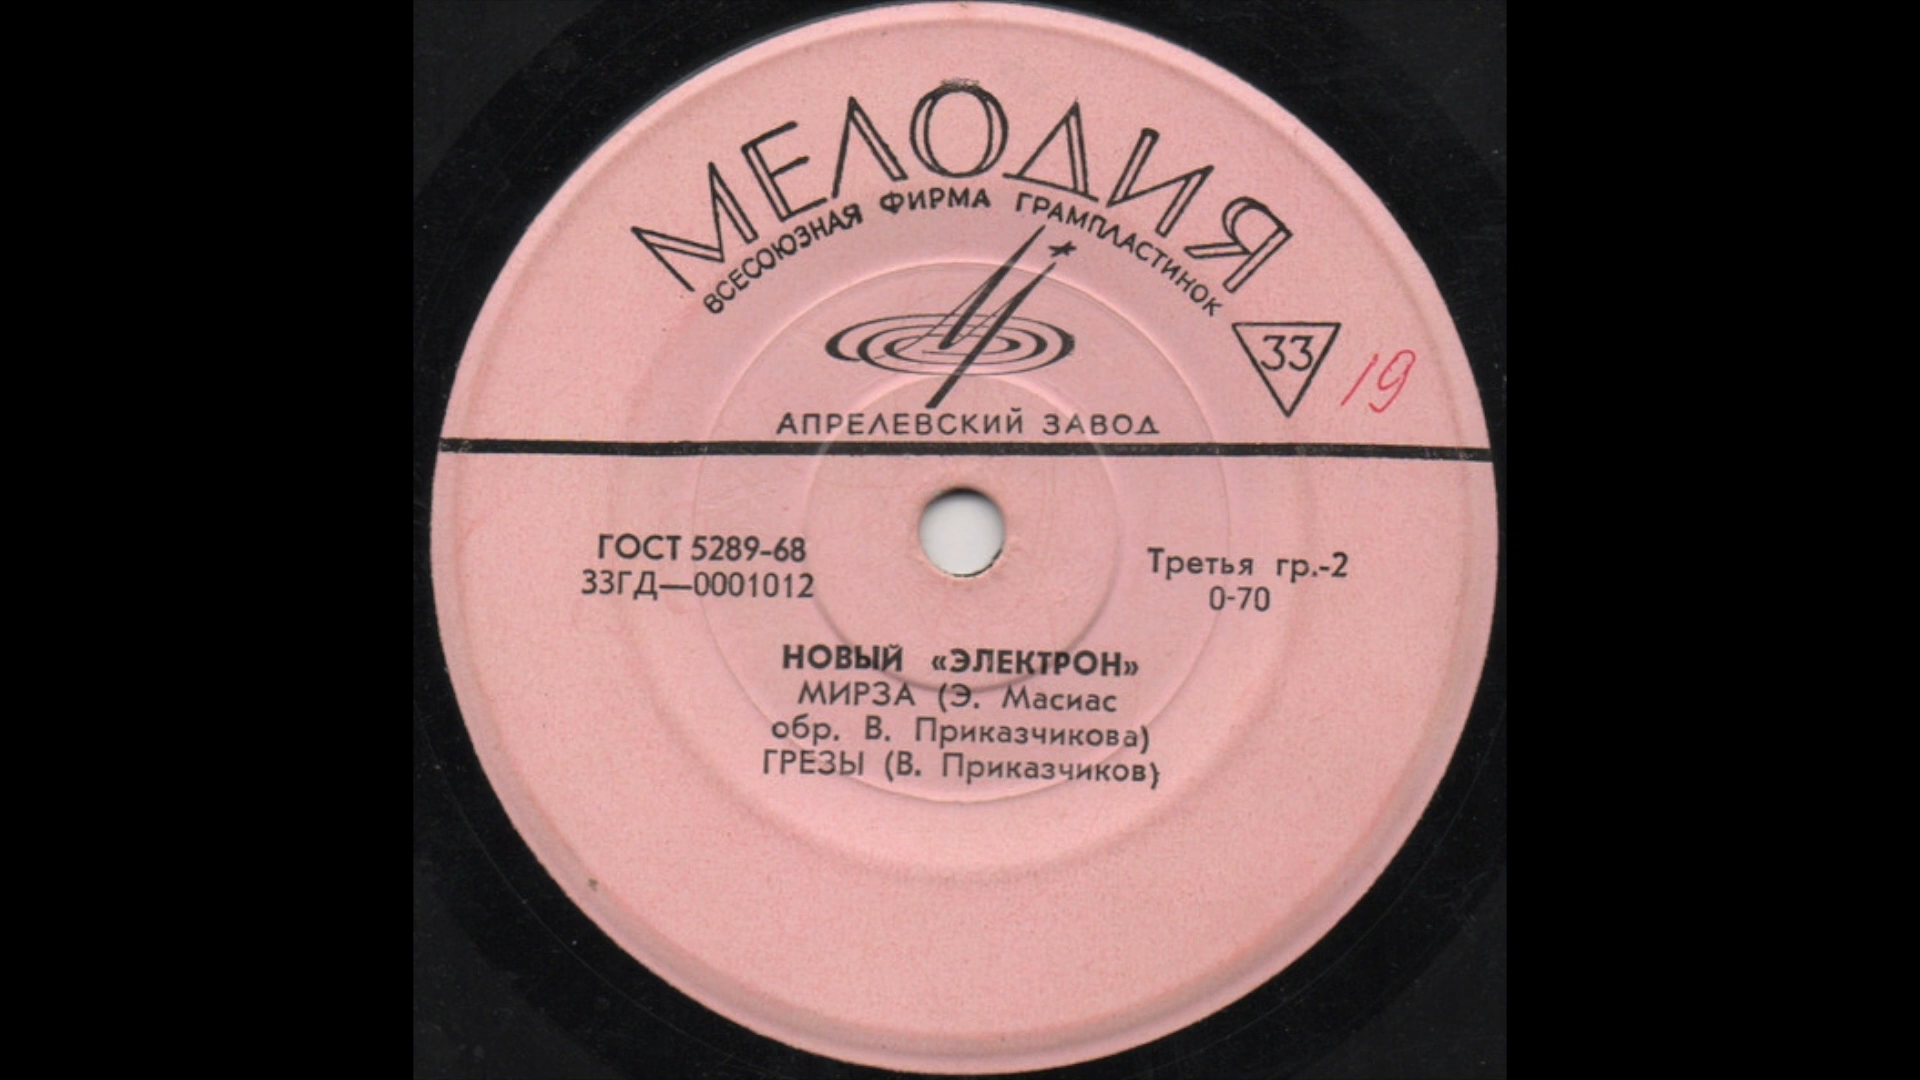 МЕЛОДИЯ
ВСЕСОЮЗНАЯ ФИРМА ГРАМПЛАСТИНОК
33
19
АПРЕЛЕВСКИЙ ЗАВОД
ГОСТ 5289-68
33ГД—0001012
Третья гр.-2
0-70
НОВЫЙ «ЭЛЕКТРОН»
МИРЗА (Э. Масиас
обр. В. Приказчикова)
ГРЕЗЫ (В. Приказчиков)